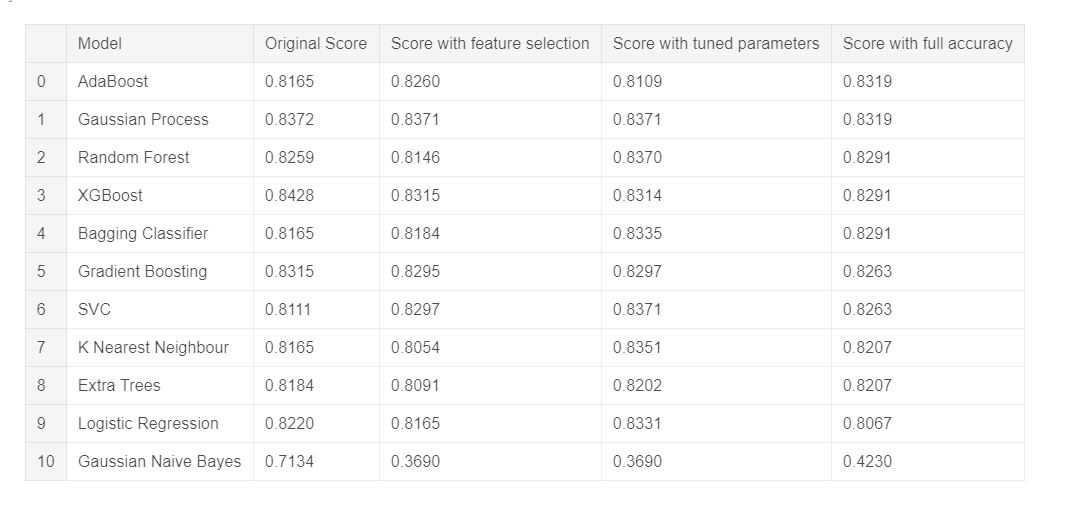 Model Original Score Score with feature selection Score with tuned parameters Score with full accuracy
0 AdaBoost 0.8165 0.8260 0.8109 0.8319
1 Gaussian Process 0.8372 0.8371 0.8371 0.8319
2 Random Forest 0.8259 0.8146 0.8370 0.8291
3 XGBoost 0.8428 0.8315 0.8314 0.8291
4 Bagging Classifier 0.8165 0.8184 0.8335 0.8291
5 Gradient Boosting 0.8315 0.8295 0.8297 0.8263
6 SVC 0.8111 0.8297 0.8371 0.8263
7 K Nearest Neighbour 0.8165 0.8054 0.8351 0.8207
8 Extra Trees 0.8184 0.8091 0.8202 0.8207
9 Logistic Regression 0.8220 0.8165 0.8331 0.8067
10 Gaussian Naive Bayes 0.7134 0.3690 0.3690 0.4230